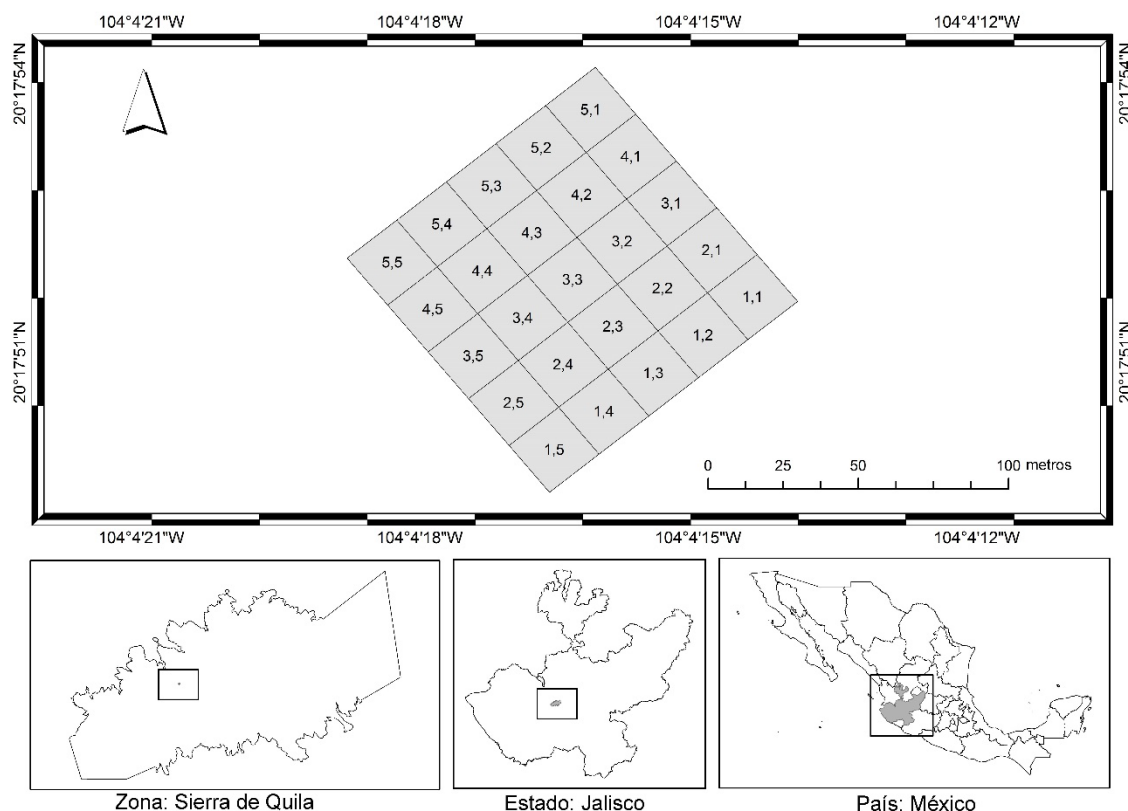 104°4'21"W 104°4'18"W 104°4'15"W 104°4'12"W
20°17'54"N 20°17'54"N
5,1
5,2 4,1
5,3 4,2 3,1
5,4 4,3 3,2 2,1
5,5 4,4 3,3 2,2 1,1
4,5 3,4 2,3 1,2
3,5 2,4 1,3
2,5 1,4
1,5
20°17'51"N 20°17'51"N
0 25 50 100 metros
104°4'21"W 104°4'18"W 104°4'15"W 104°4'12"W
Zona: Sierra de Quila
Estado: Jalisco
País: México